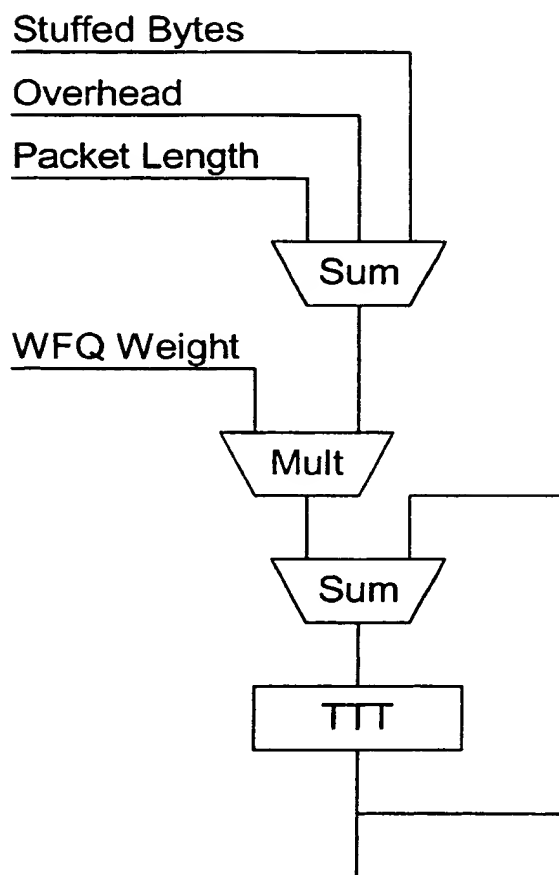 Stuffed Bytes
Overhead
Packet Length
Sum
WFQ Weight
Mult
Sum
TTT